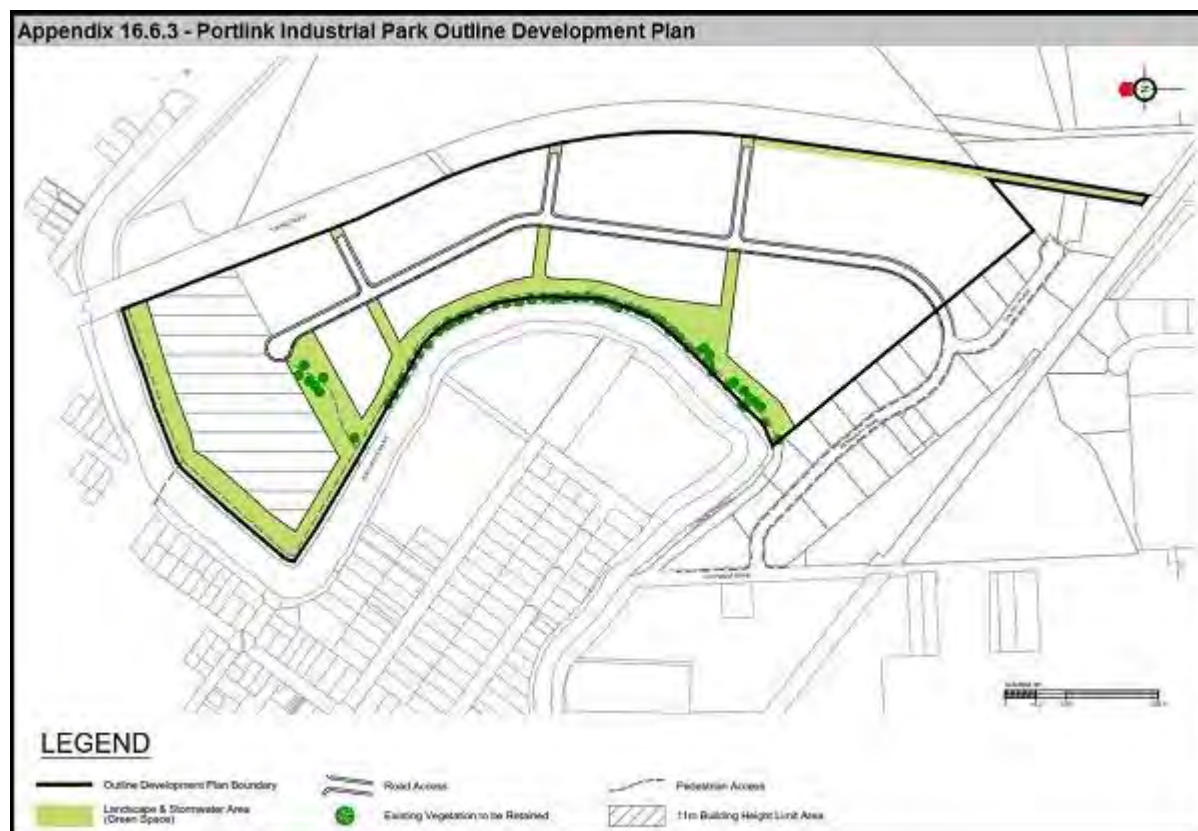 Appendix 16.6.3 - Portlink Industrial Park Outline Development Plan
LEGEND
Outline Development Plan Boundary
Road Access
Pedestrian Access
Landscape & Stormwater Area
(Green Space)
Existing Vegetation to be Retained
11m Building Height Limit Area